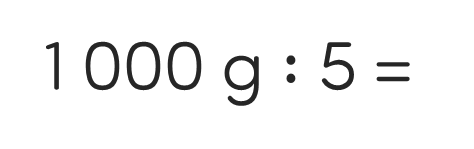 1 000 g : 5 =